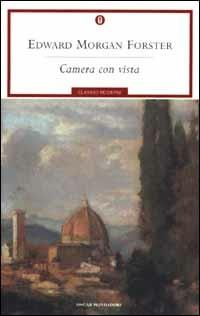 EDWARD MORGAN FORSTER
Camera con vista
CLASSICI MODERNI
OSCAR MONDADORI